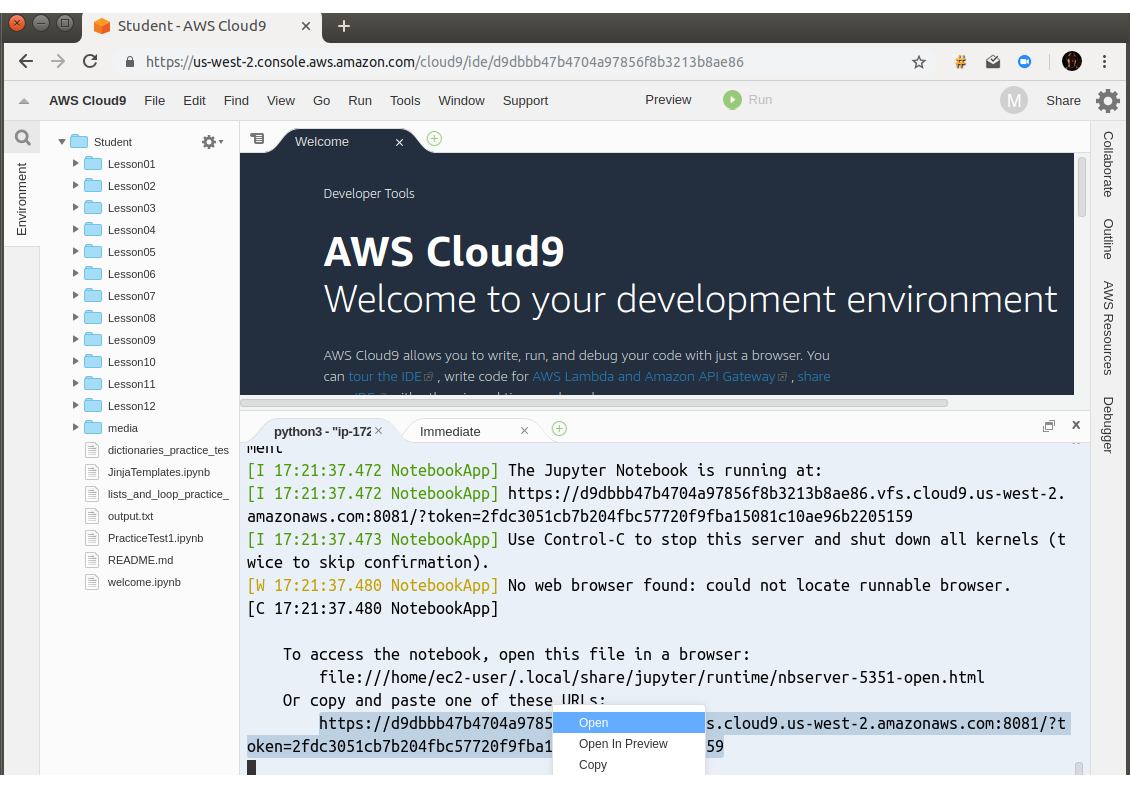 Student - AWS Cloud9
https://us-west-2.console.aws.amazon.com/cloud9/ide/d9dbbb47b4704a97856f8b3213b8ae86
AWS Cloud9 File Edit Find View Go Run Tools Window Support Preview Run M Share
Environment
Student
Lesson01
Lesson02
Lesson03
Lesson04
Lesson05
Lesson06
Lesson07
Lesson08
Lesson09
Lesson10
Lesson11
Lesson12
media
dictionaries_practice_tes
JinjaTemplates.ipynb
lists_and_loop_practice_
output.txt
PracticeTest1.ipynb
README.md
welcome.ipynb
Welcome
Developer Tools
AWS Cloud9
Welcome to your development environment
AWS Cloud9 allows you to write, run, and debug your code with just a browser. You
can tour the IDE, write code for AWS Lambda and Amazon API Gateway, share
Collaborate
Outline
AWS Resources
Debugger
python3 - "ip-172 Immediate
ment
[I 17:21:37.472 NotebookApp] The Jupyter Notebook is running at:
[I 17:21:37.472 NotebookApp] https://d9dbbb47b4704a97856f8b3213b8ae86.vfs.cloud9.us-west-2.
amazonaws.com:8081/?token=2fdc3051cb7b204fbc57720f9fba15081c10ae96b2205159
[I 17:21:37.473 NotebookApp] Use Control-C to stop this server and shut down all kernels (t
wice to skip confirmation).
[W 17:21:37.480 NotebookApp] No web browser found: could not locate runnable browser.
[C 17:21:37.480 NotebookApp]
To access the notebook, open this file in a browser:
file:///home/ec2-user/.local/share/jupyter/runtime/nbserver-5351-open.html
Or copy and paste one of these URLs:
https://d9dbbb47b4704a9785 s.cloud9.us-west-2.amazonaws.com:8081/?t
oken=2fdc3051cb7b204fbc57720f9fba1 59
Open
Open In Preview
Copy